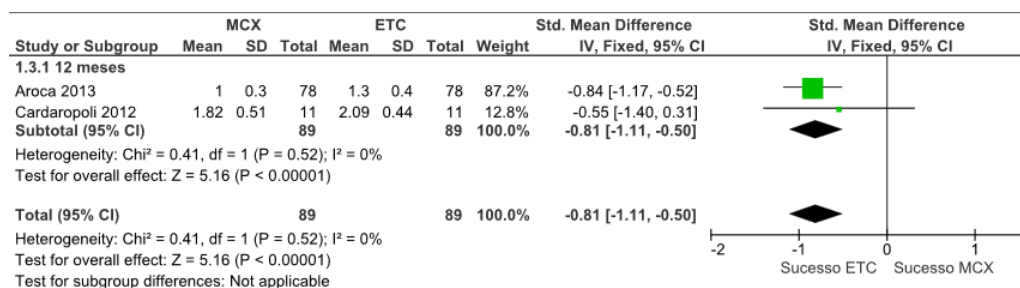 MCX ETC Std. Mean Difference Std. Mean Difference
Study or Subgroup Mean SD Total Mean SD Total Weight IV, Fixed, 95% CI IV, Fixed, 95% CI
1.3.1 12 meses
Aroca 2013 1 0.3 78 1.3 0.4 78 87.2% -0.84 [-1.17, -0.52]
Cardaropoli 2012 1.82 0.51 11 2.09 0.44 11 12.8% -0.55 [-1.40, 0.31]
Subtotal (95% CI) 89 89 100.0% -0.81 [-1.11, -0.50]
Heterogeneity: Chi² = 0.41, df = 1 (P = 0.52); I² = 0%
Test for overall effect: Z = 5.16 (P < 0.00001)
Total (95% CI) 89 89 100.0% -0.81 [-1.11, -0.50]
Heterogeneity: Chi² = 0.41, df = 1 (P = 0.52); I² = 0%
Test for overall effect: Z = 5.16 (P < 0.00001)
Test for subgroup differences: Not applicable
-2 -1 0 1
Sucesso ETC Sucesso MCX